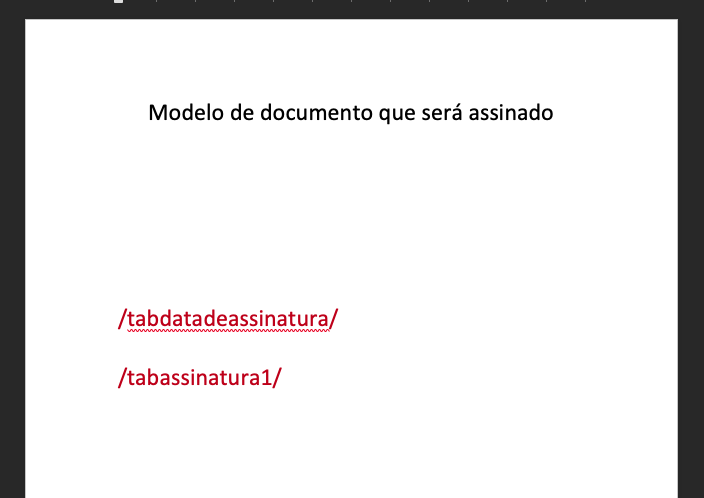 Modelo de documento que será assinado
/tabdatadeassinatura/
/tabassinatura1/